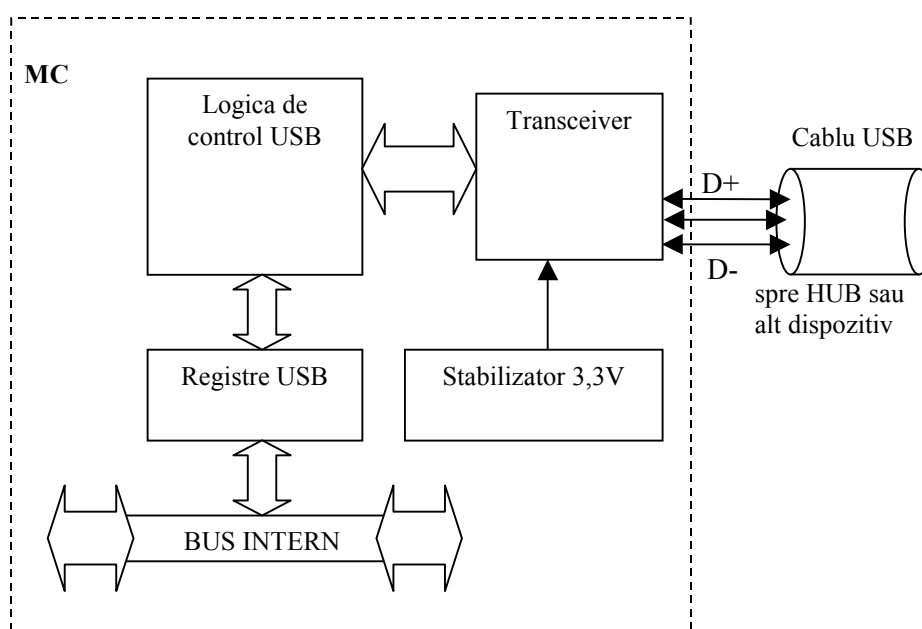 MC
Logica de
control USB
Transceiver
Cablu USB
D+
D-
spre HUB sau
alt dispozitiv
Registre USB
Stabilizator 3,3V
BUS INTERN